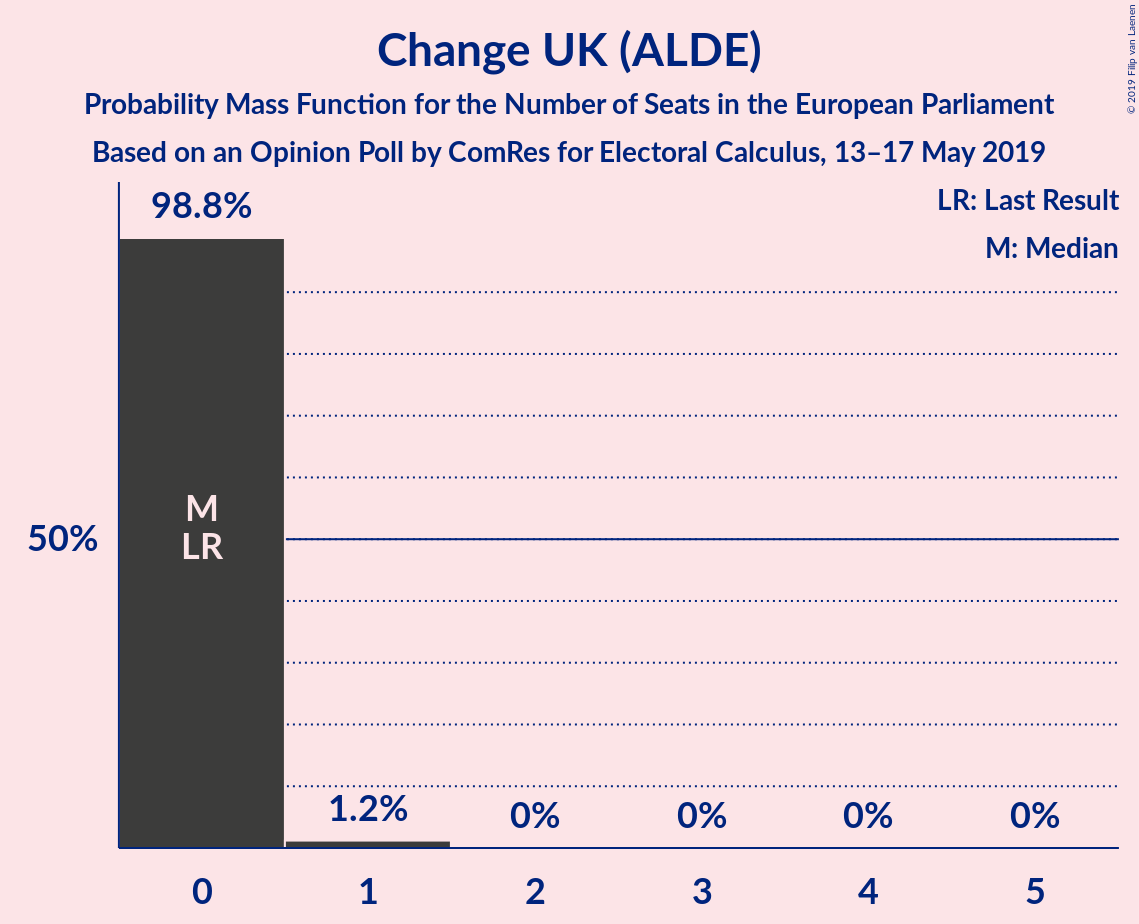 Change UK (ALDE)
Probability Mass Function for the Number of Seats in the European Parliament
Based on an Opinion Poll by ComRes for Electoral Calculus, 13–17 May 2019
© 2019 Filip van Laenen
LR: Last Result
M: Median
98.8%
M
LR
50%
1.2%
0%
0%
0%
0%
0
1
2
3
4
5